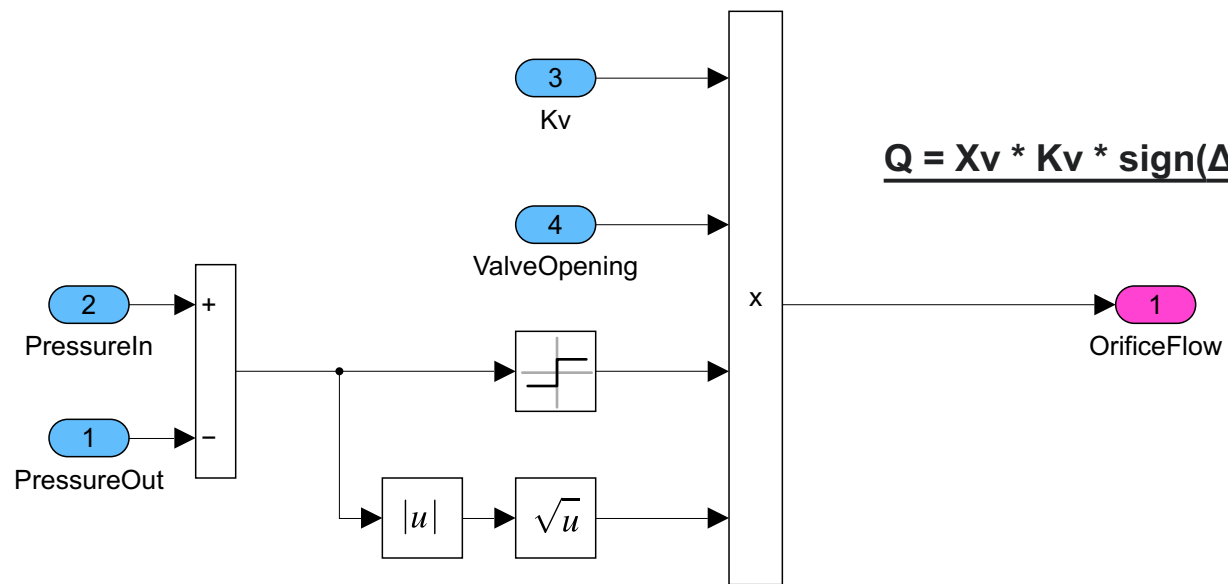 3
Kv
Q = Xv * Kv * sign(Δ
4
ValveOpening
2
PressureIn
+
x
1
OrificeFlow
1
PressureOut
−
|u|
√u